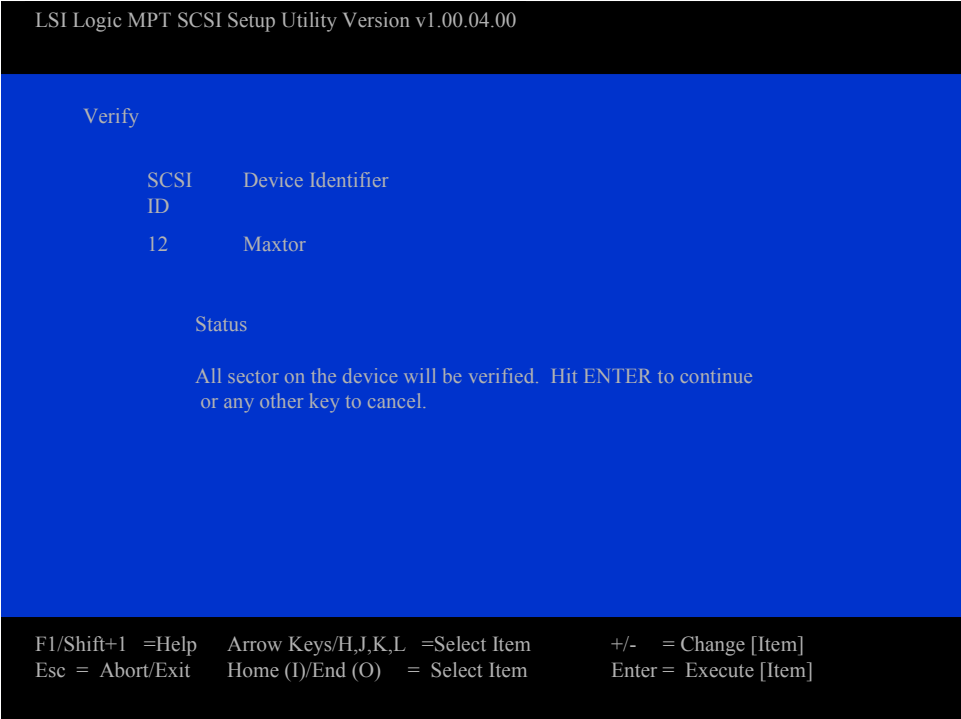 LSI Logic MPT SCSI Setup Utility Version v1.00.04.00
Verify
SCSI Device Identifier
ID
12 Maxtor
Status
All sector on the device will be verified. Hit ENTER to continue
or any other key to cancel.
F1/Shift+1 =Help Arrow Keys/H,J,K,L =Select Item +/- = Change [Item]
Esc = Abort/Exit Home (I)/End (O) = Select Item Enter = Execute [Item]